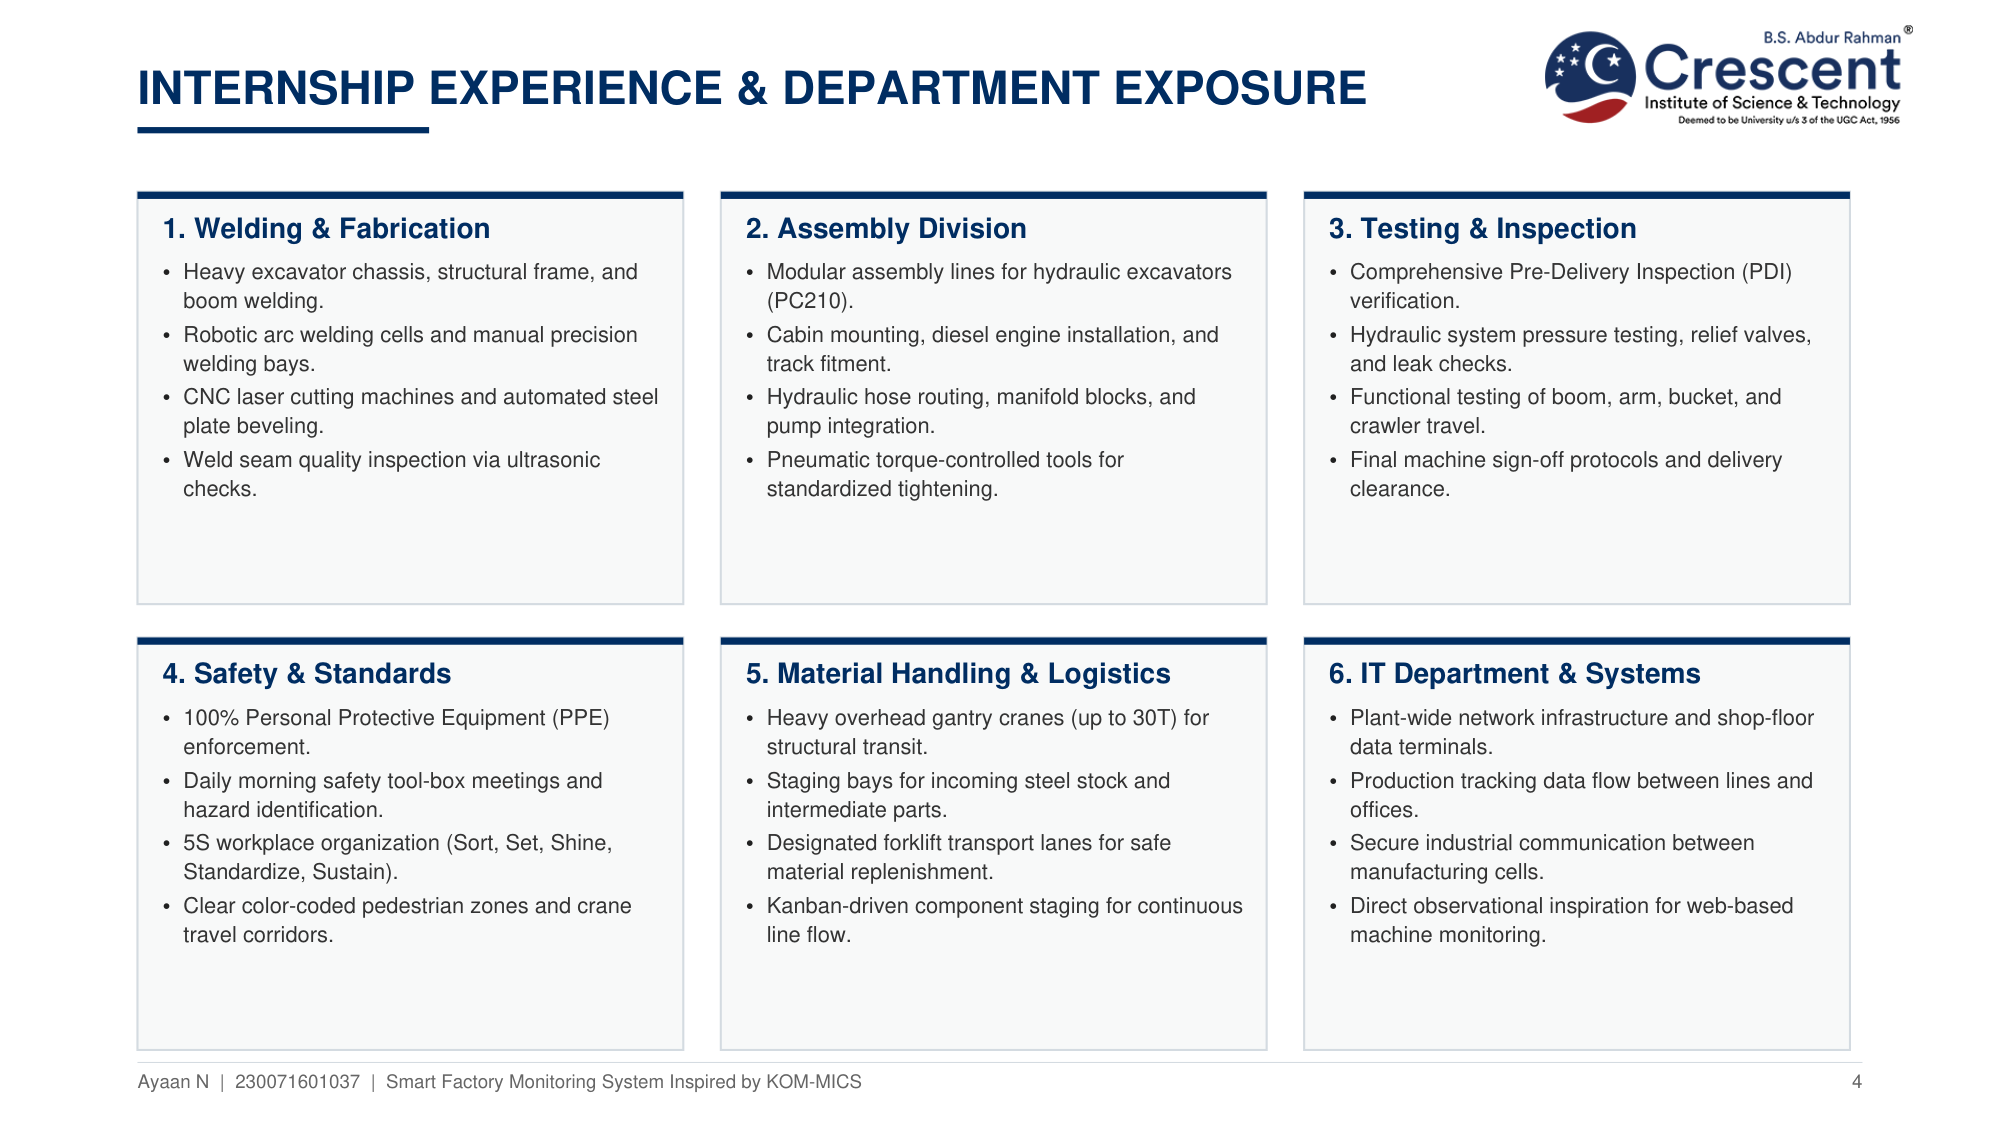 INTERNSHIP EXPERIENCE & DEPARTMENT EXPOSURE
B.S. Abdur Rahman ®
Crescent
Institute of Science & Technology
Deemed to be University u/s 3 of the UGC Act, 1956
1. Welding & Fabrication
• Heavy excavator chassis, structural frame, and
boom welding.
• Robotic arc welding cells and manual precision
welding bays.
• CNC laser cutting machines and automated steel
plate beveling.
• Weld seam quality inspection via ultrasonic
checks.
2. Assembly Division
• Modular assembly lines for hydraulic excavators
(PC210).
• Cabin mounting, diesel engine installation, and
track fitment.
• Hydraulic hose routing, manifold blocks, and
pump integration.
• Pneumatic torque-controlled tools for
standardized tightening.
3. Testing & Inspection
• Comprehensive Pre-Delivery Inspection (PDI)
verification.
• Hydraulic system pressure testing, relief valves,
and leak checks.
• Functional testing of boom, arm, bucket, and
crawler travel.
• Final machine sign-off protocols and delivery
clearance.
4. Safety & Standards
• 100% Personal Protective Equipment (PPE)
enforcement.
• Daily morning safety tool-box meetings and
hazard identification.
• 5S workplace organization (Sort, Set, Shine,
Standardize, Sustain).
• Clear color-coded pedestrian zones and crane
travel corridors.
5. Material Handling & Logistics
• Heavy overhead gantry cranes (up to 30T) for
structural transit.
• Staging bays for incoming steel stock and
intermediate parts.
• Designated forklift transport lanes for safe
material replenishment.
• Kanban-driven component staging for continuous
line flow.
6. IT Department & Systems
• Plant-wide network infrastructure and shop-floor
data terminals.
• Production tracking data flow between lines and
offices.
• Secure industrial communication between
manufacturing cells.
• Direct observational inspiration for web-based
machine monitoring.
Ayaan N | 230071601037 | Smart Factory Monitoring System Inspired by KOM-MICS
4